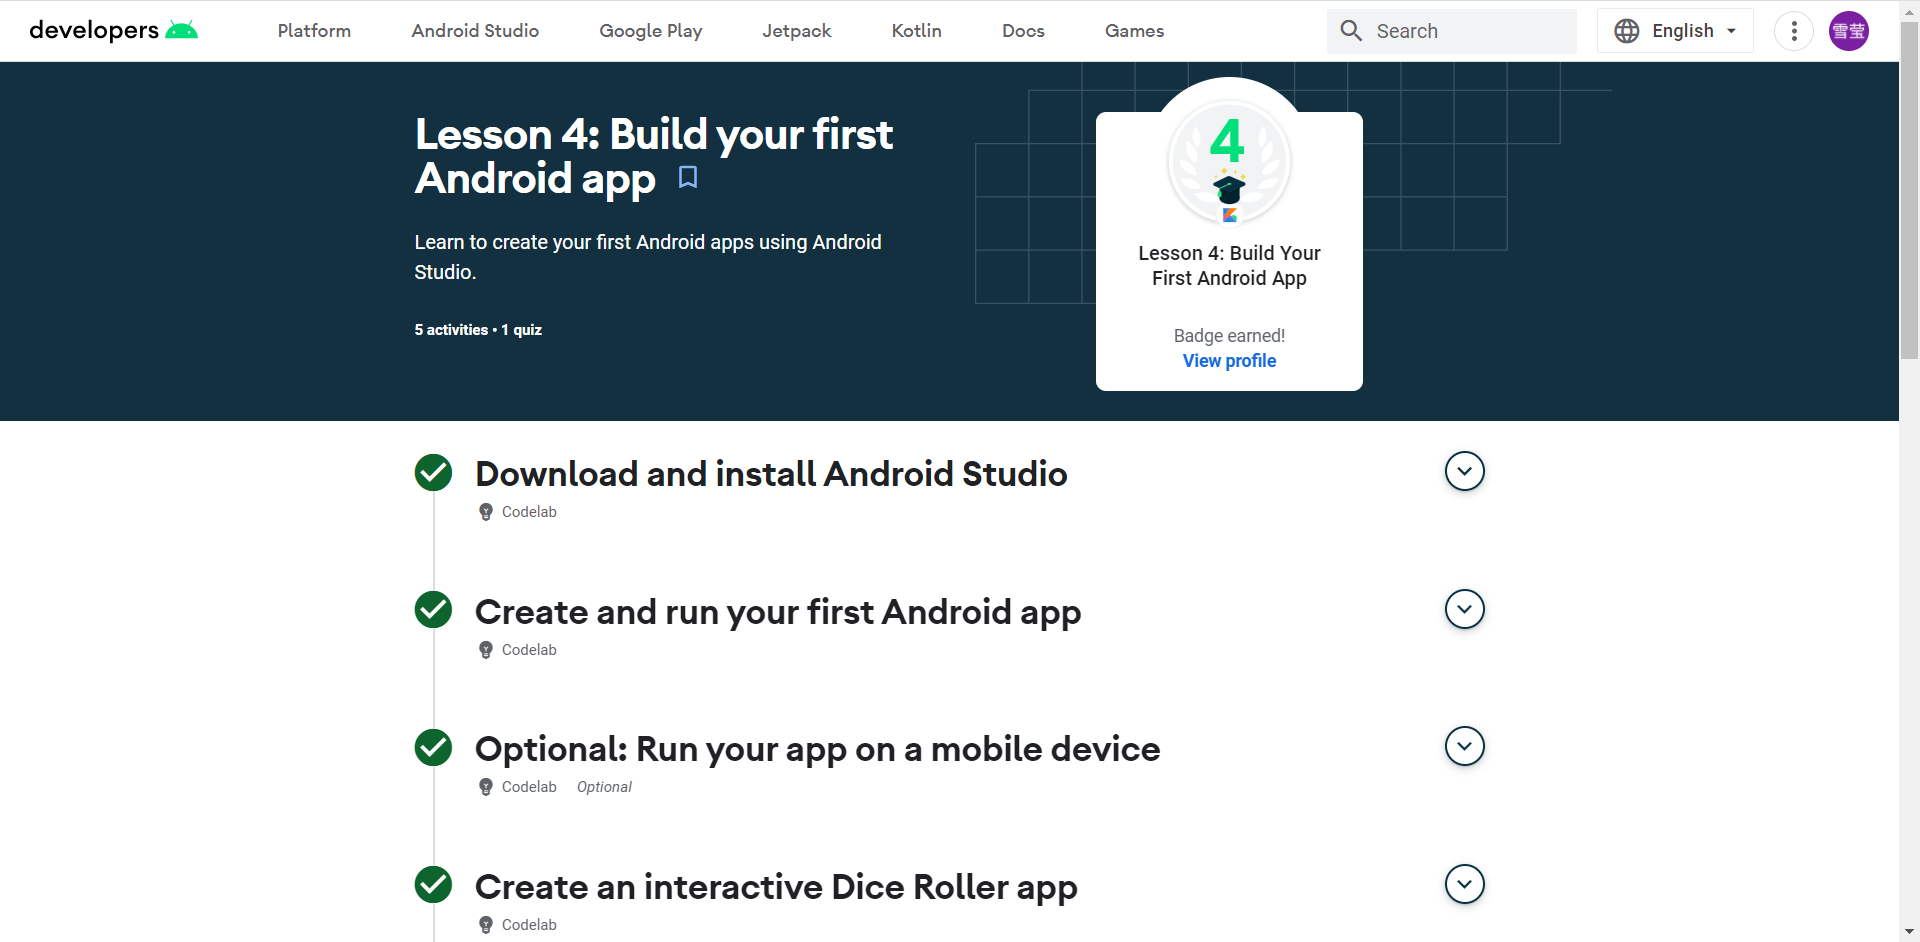 developers
Platform
Android Studio
Google Play
Jetpack
Kotlin
Docs
Games
Search
English
雪莹
Lesson 4: Build your first
Android app
Learn to create your first Android apps using Android
Studio.
5 activities • 1 quiz
4
Lesson 4: Build Your
First Android App
Badge earned!
View profile
Download and install Android Studio
Codelab
Create and run your first Android app
Codelab
Optional: Run your app on a mobile device
Codelab Optional
Create an interactive Dice Roller app
Codelab